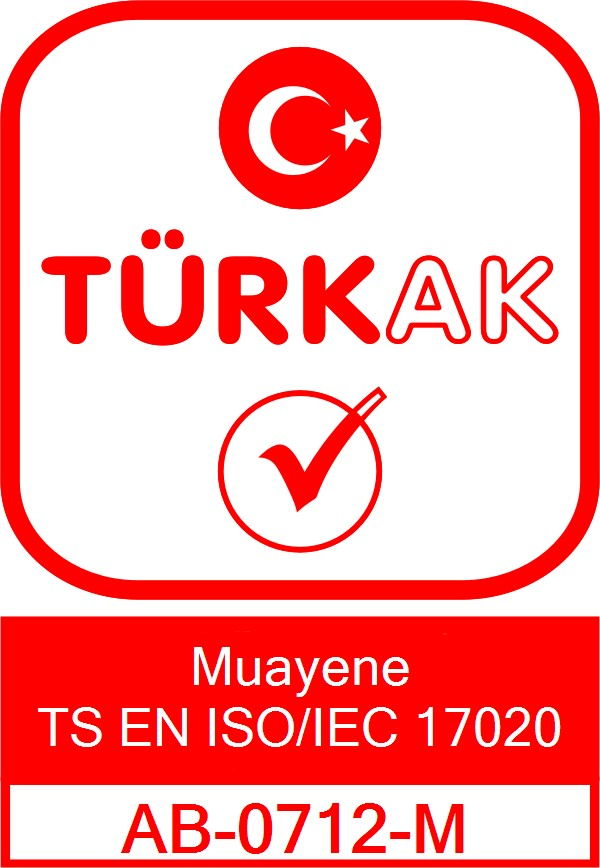 TÜRKAK
Muayene
TS EN ISO/IEC 17020
AB-0712-M